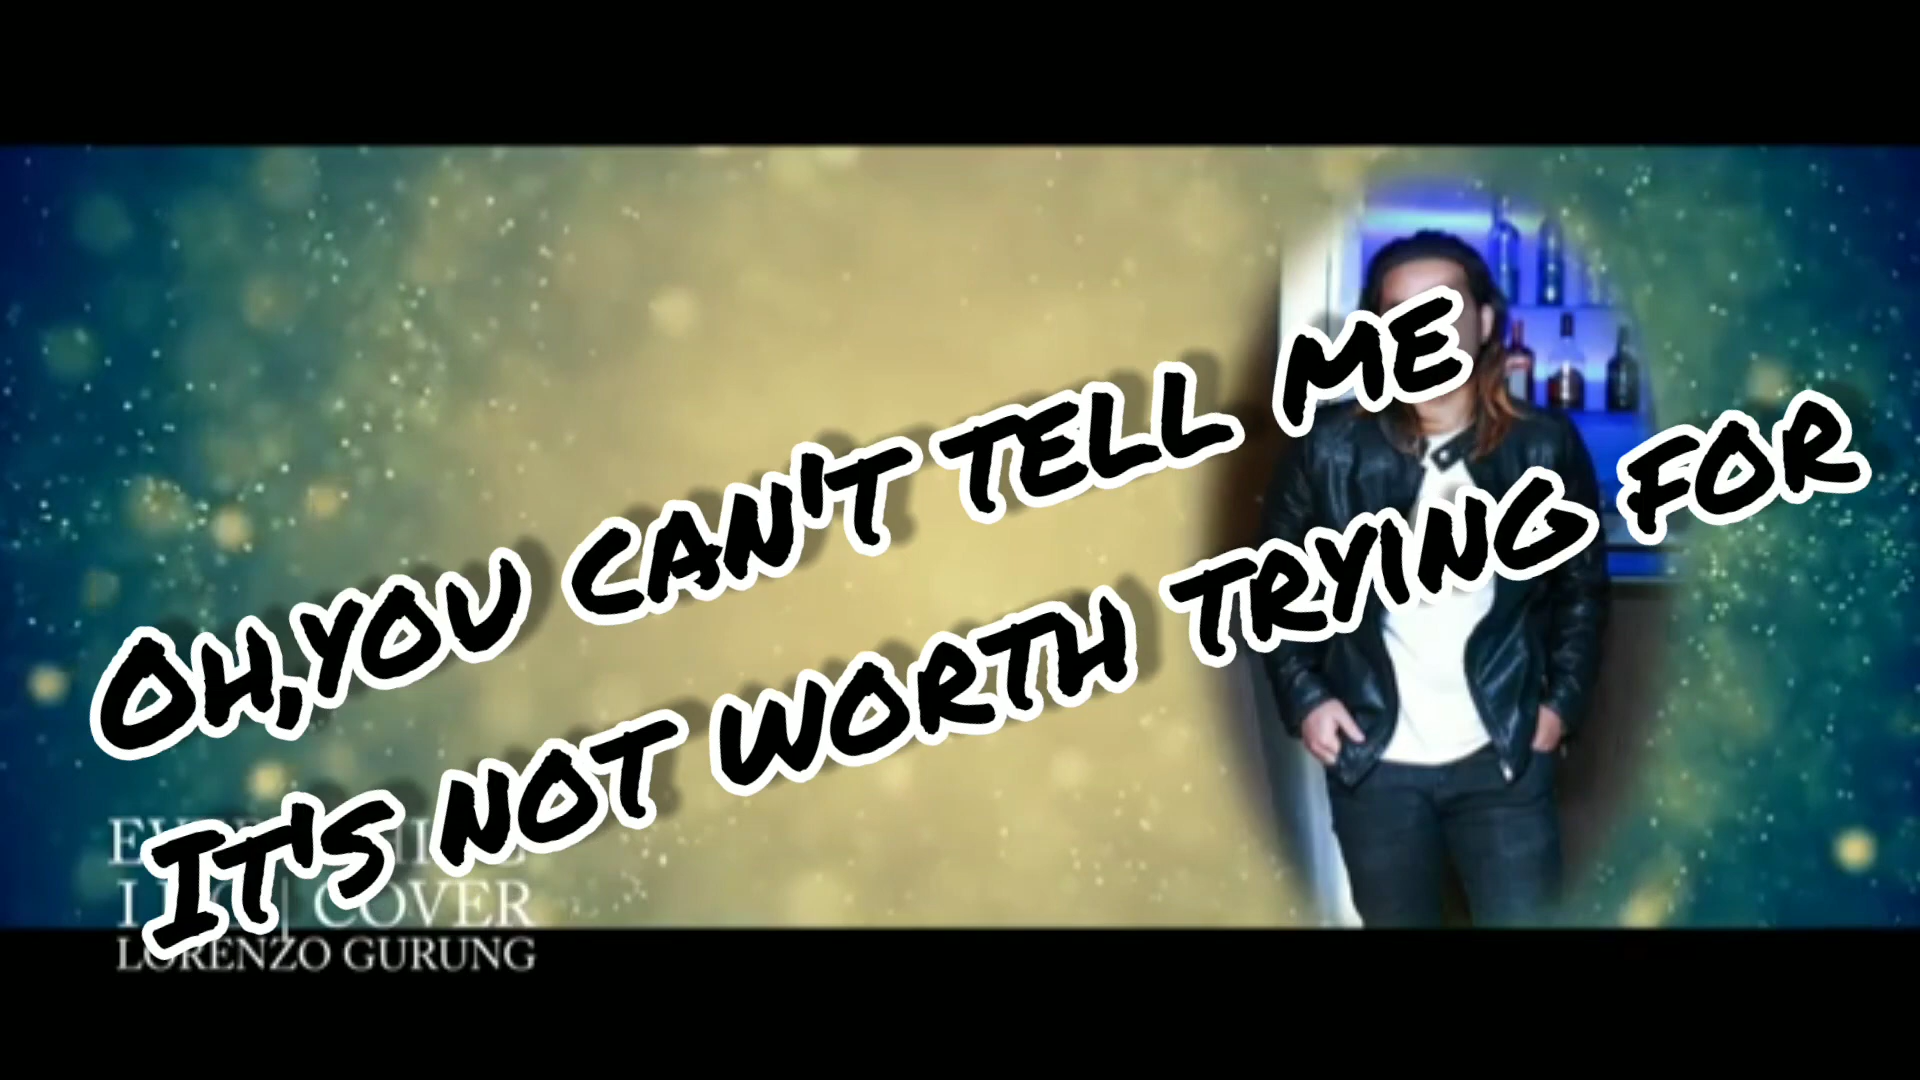 Oh,you can't tell me
It's not worth trying for
I | COVER
LORENZO GURUNG